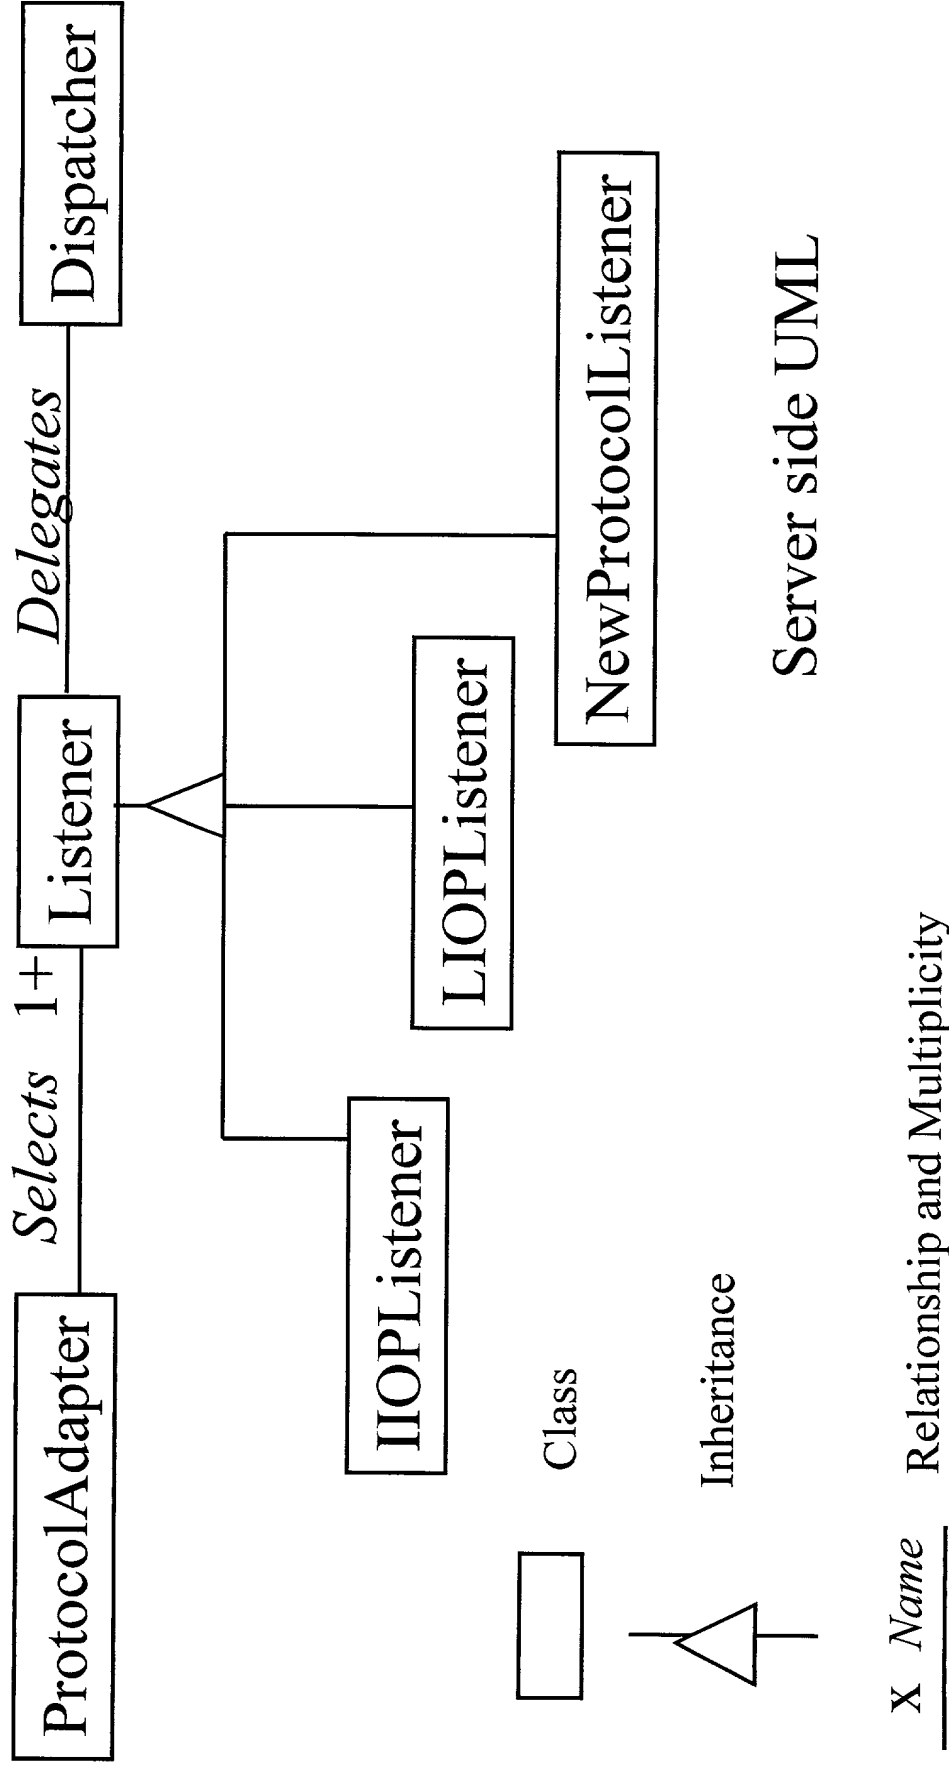 ProtocolAdapter
Selects 1+
Listener
Delegates
Dispatcher
IIOPListener
LIOPListener
NewProtocolListener
Class
Inheritance
Server side UML
X Name
Relationship and Multiplicity